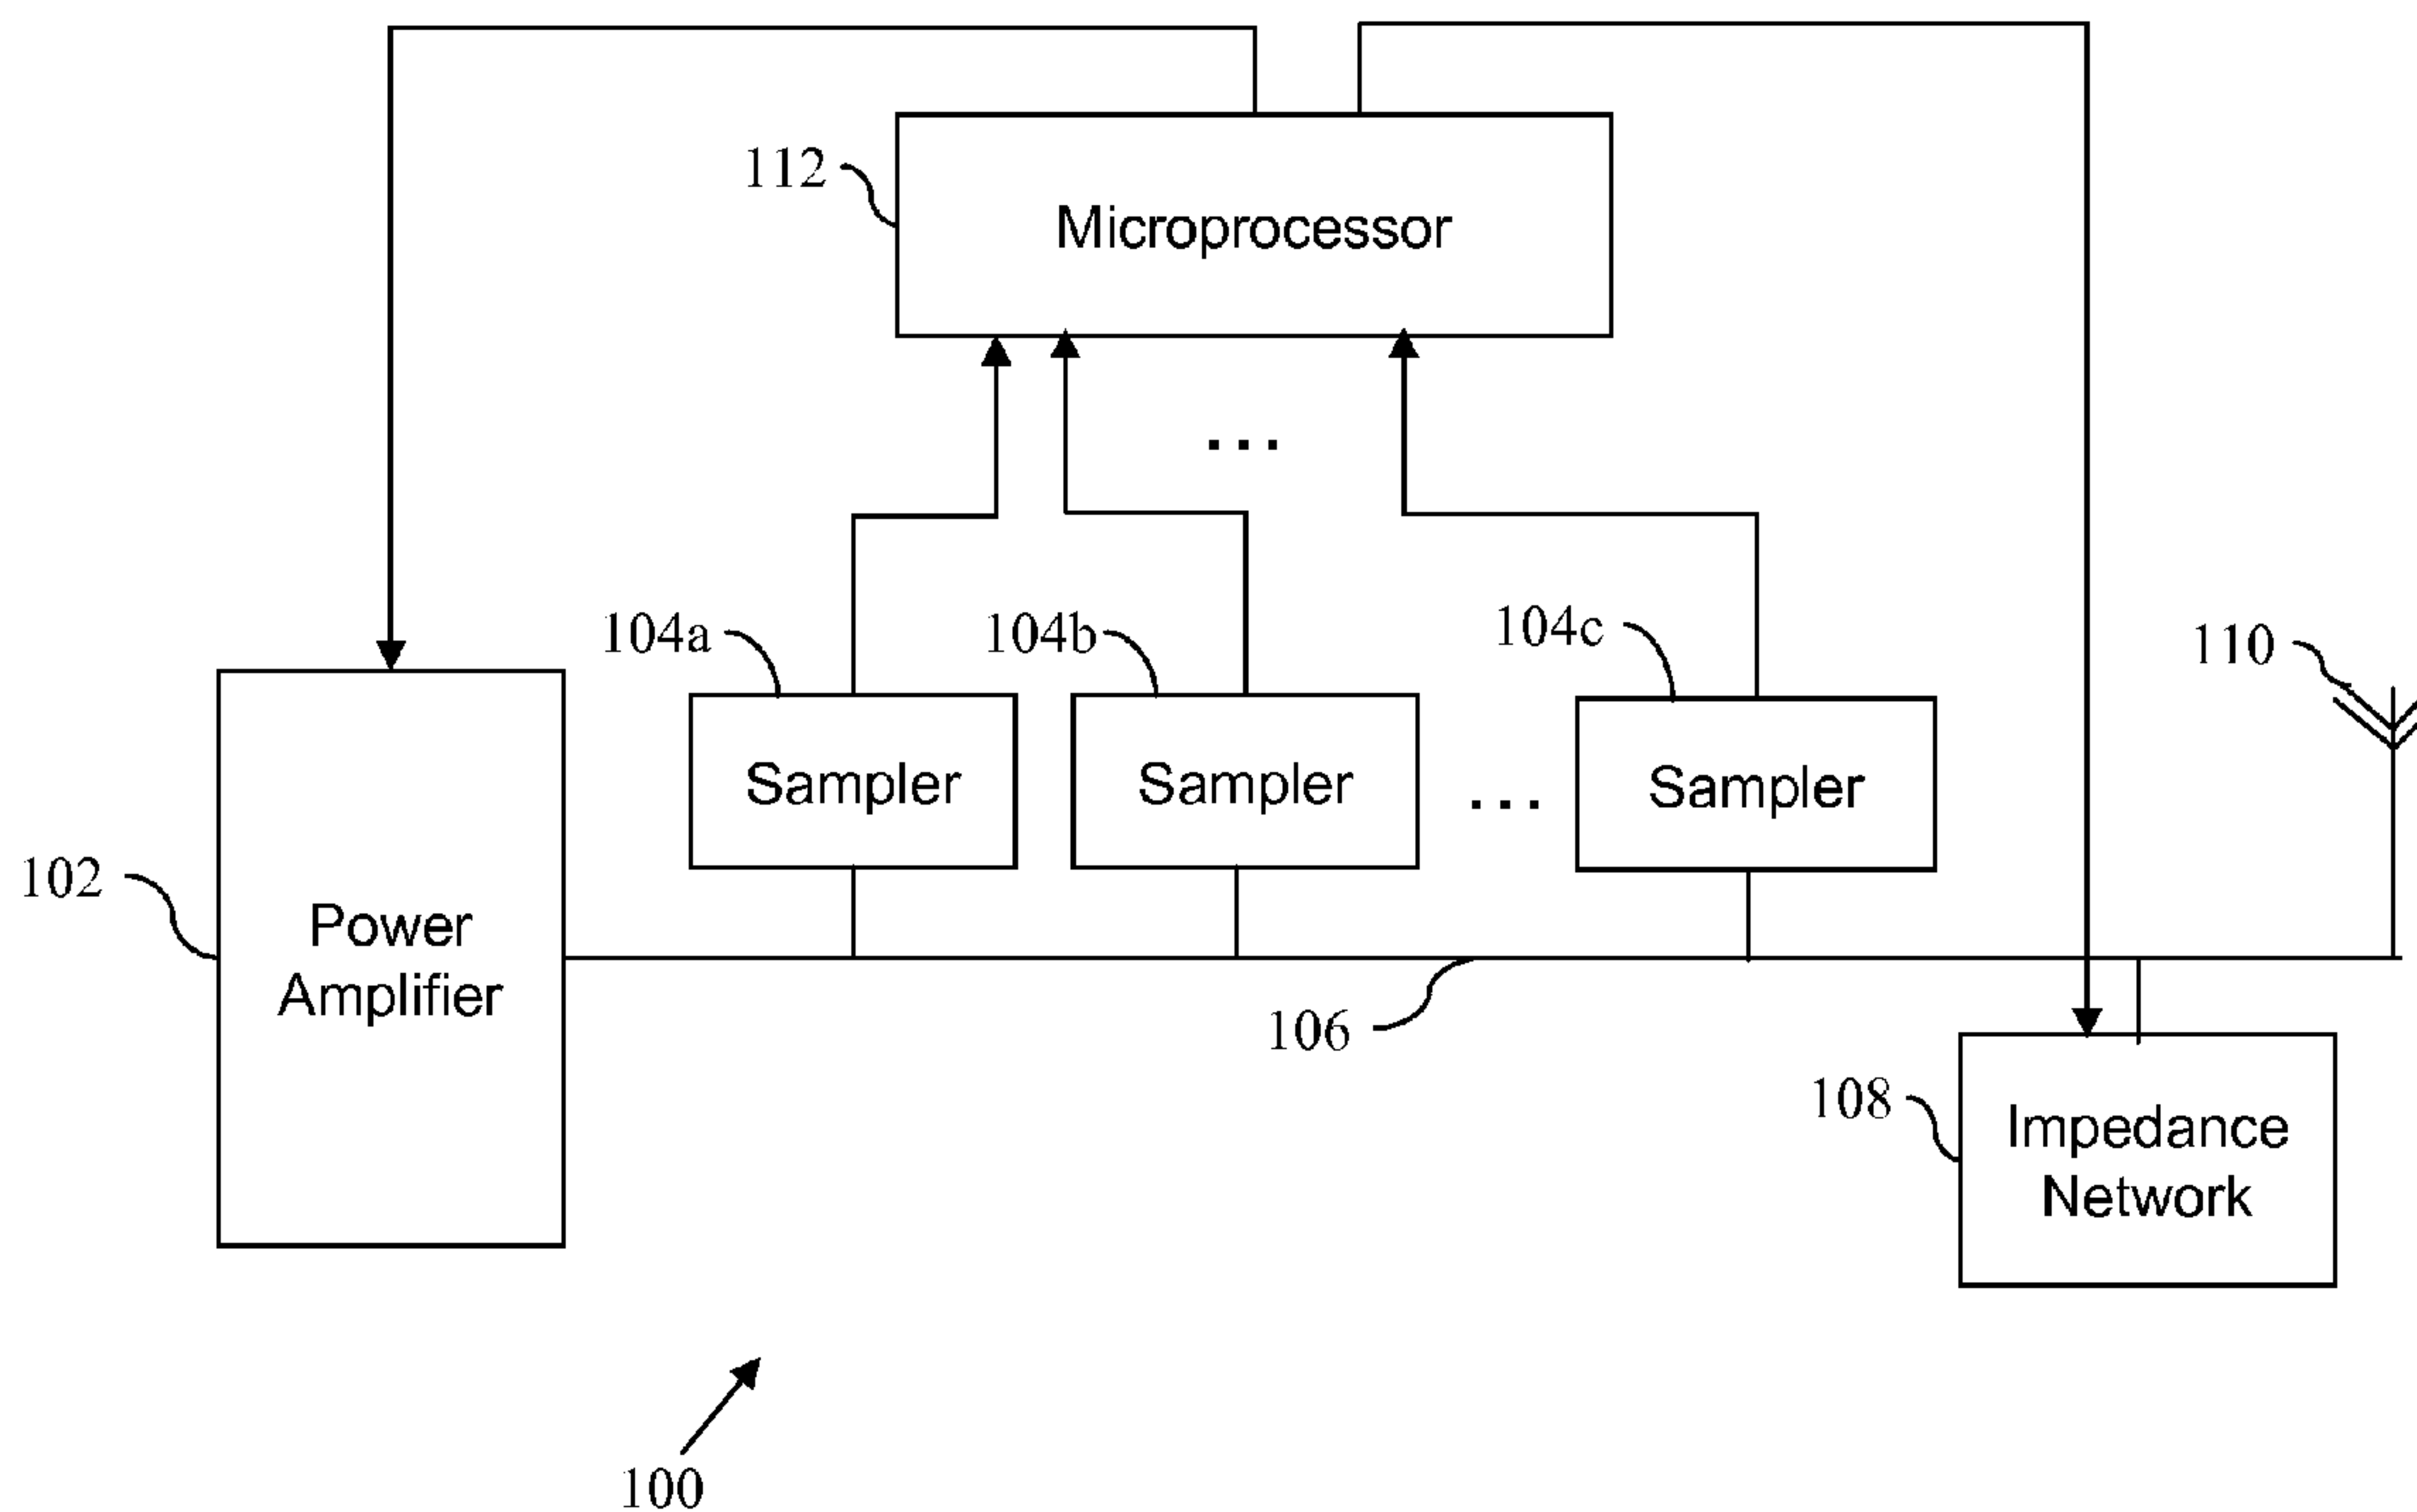 112
Microprocessor
...
104a
104b
104c
110
Sampler
Sampler
...
Sampler
102
Power
Amplifier
106
108
Impedance
Network
100